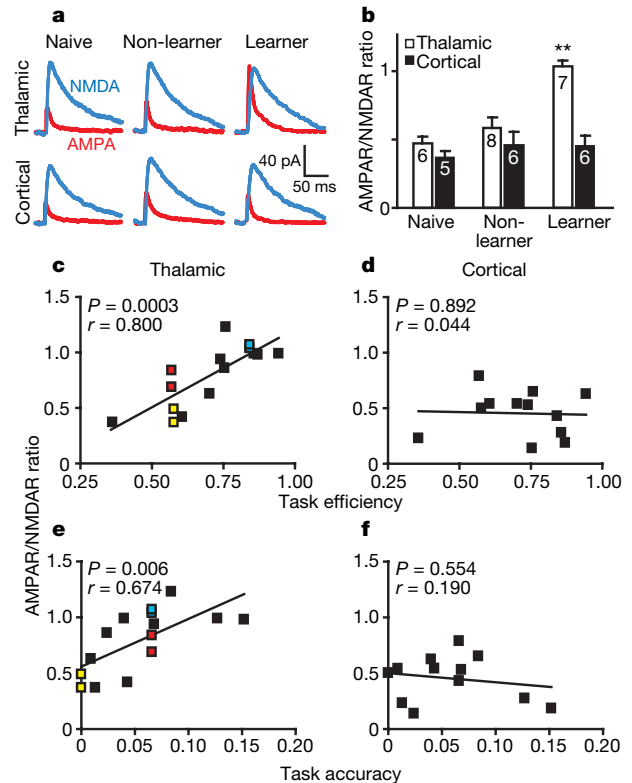 a
Naive Non-learner Learner
Thalamic
NMDA
AMPA
Cortical
40 pA
50 ms
b
AMPAR/NMDAR ratio
1
0
Thalamic
Cortical
**
6 5 8 6 7 6
Naive Non-
learner Learner
c Thalamic
P = 0.0003
r = 0.800
1.5
1.0
0.5
0
0.25 0.50 0.75 1.00
d Cortical
P = 0.892
r = 0.044
1.5
1.0
0.5
0
0.25 0.50 0.75 1.00
Task efficiency
AMPAR/NMDAR ratio
e
P = 0.006
r = 0.674
1.5
1.0
0.5
0
0 0.05 0.10 0.15 0.20
f
P = 0.554
r = 0.190
1.5
1.0
0.5
0
0 0.05 0.10 0.15 0.20
Task accuracy